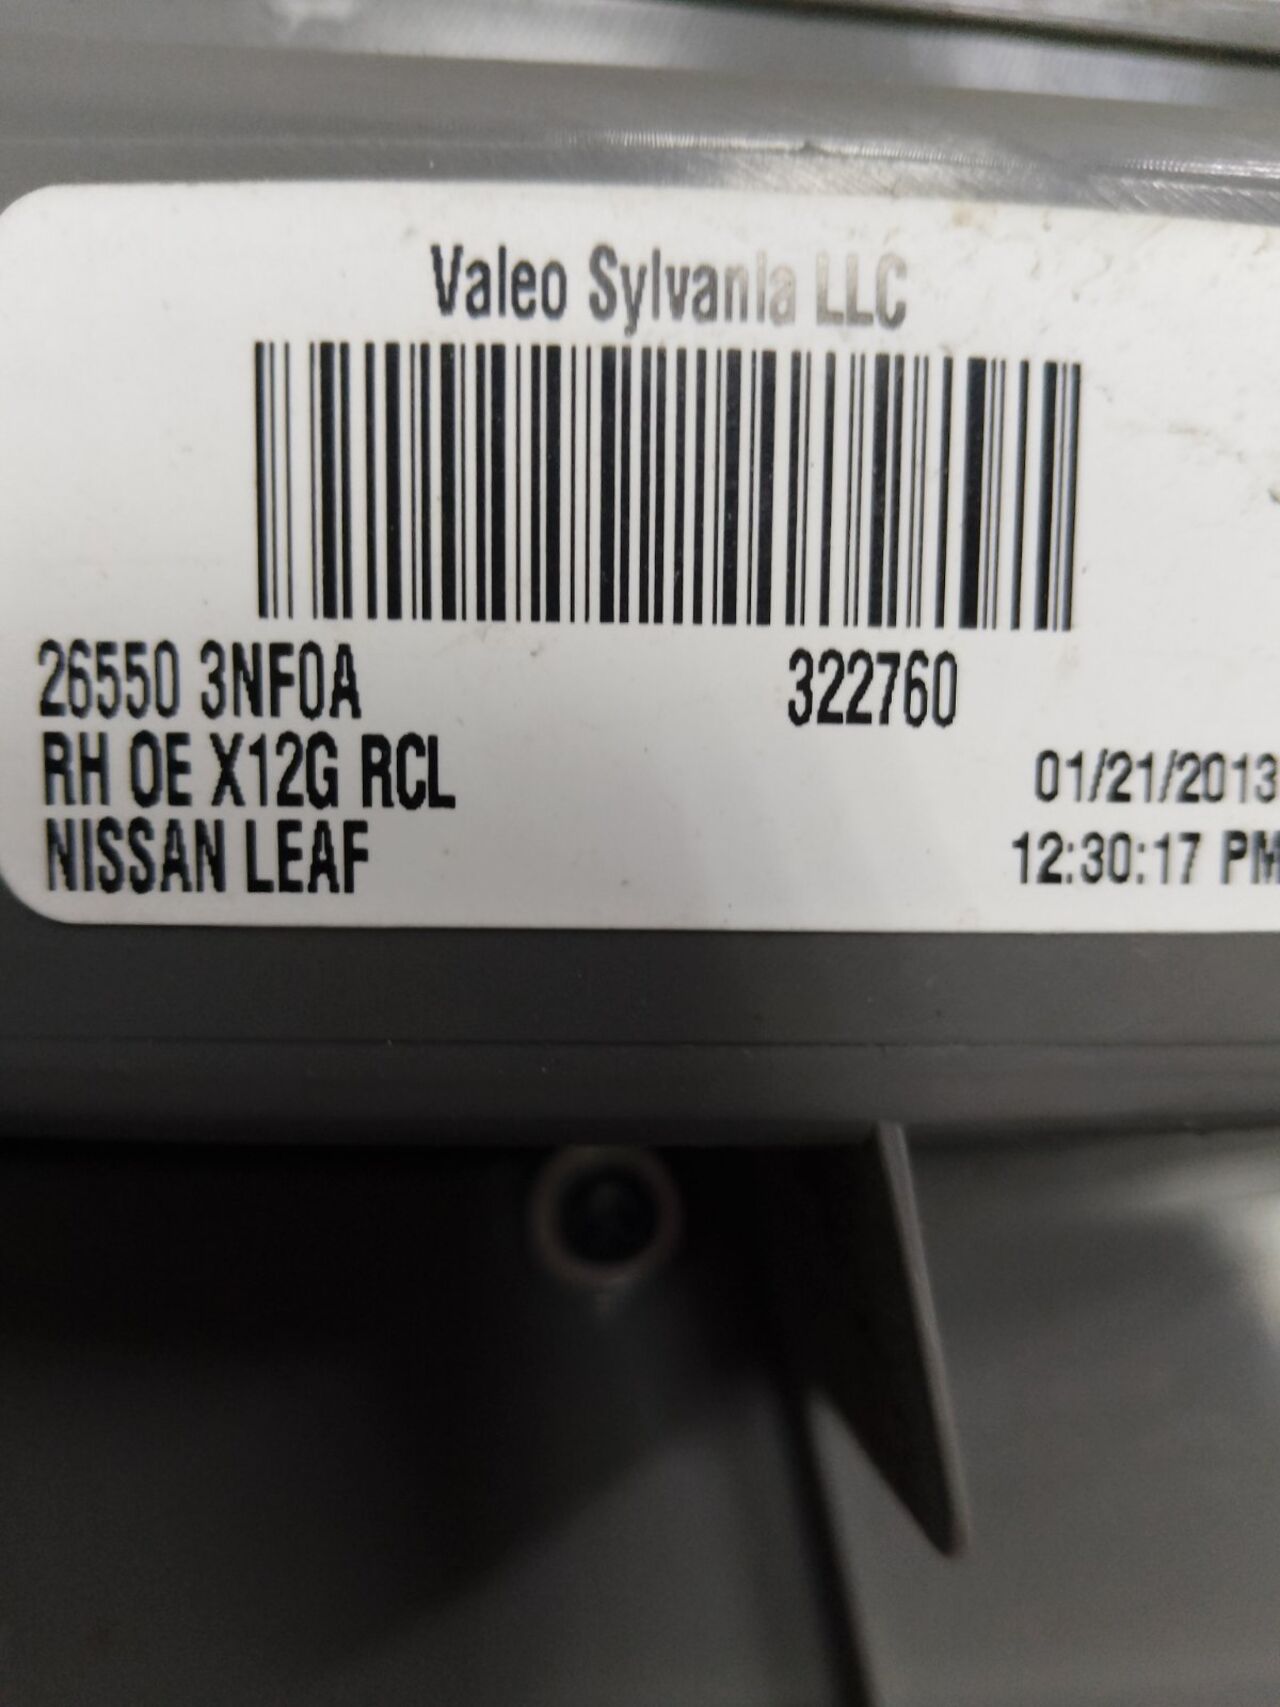 Valeo Sylvania LLC
26550 3NF0A 322760
RH OE X12G RCL 01/21/2013
NISSAN LEAF 12:30:17 PM